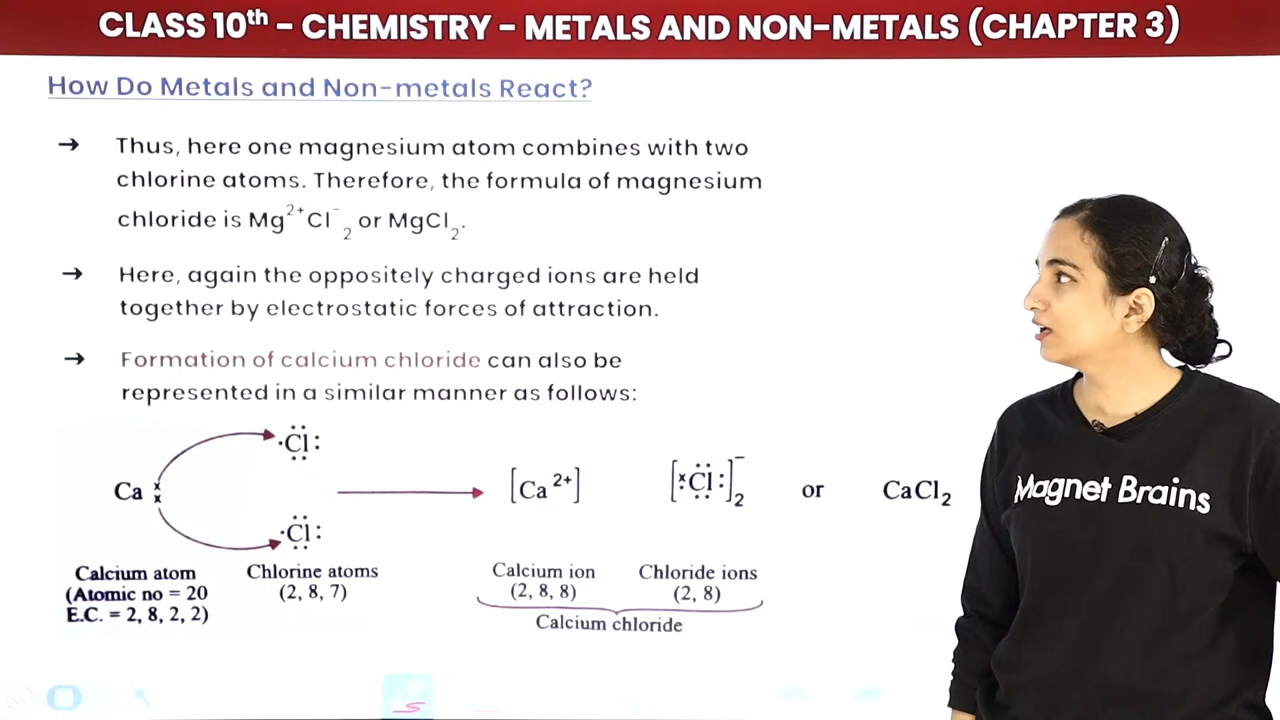 CLASS 10th – CHEMISTRY – METALS AND NON-METALS (CHAPTER 3)
How Do Metals and Non-metals React?
→ Thus, here one magnesium atom combines with two
chlorine atoms. Therefore, the formula of magnesium
chloride is Mg²⁺Cl⁻₂ or MgCl₂.
→ Here, again the oppositely charged ions are held
together by electrostatic forces of attraction.
→ Formation of calcium chloride can also be
represented in a similar manner as follows:
Cl
Ca
[Ca²⁺] [Cl]⁻₂ or CaCl₂
Cl
Calcium atom
(Atomic no = 20
E.C. = 2, 8, 2, 2)
Chlorine atoms
(2, 8, 7)
Calcium ion
(2, 8, 8)
Chloride ions
(2, 8)
Calcium chloride
Magnet Brains